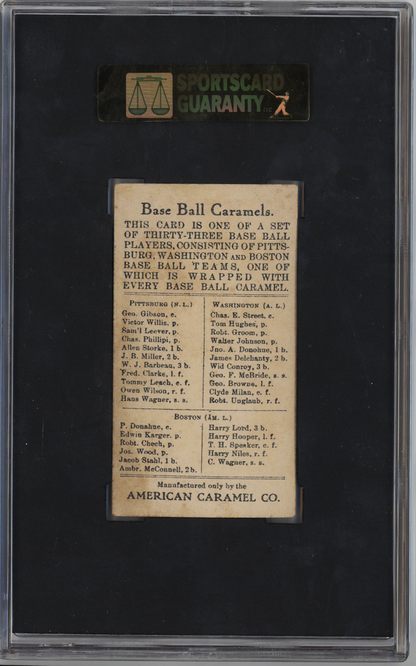 SPORTSCARD
GUARANTY LLC
Base Ball Caramels.
THIS CARD IS ONE OF A SET
OF THIRTY-THREE BASE BALL
PLAYERS, CONSISTING OF PITTS-
BURG, WASHINGTON AND BOSTON
BASE BALL TEAMS, ONE OF
WHICH IS WRAPPED WITH
EVERY BASE BALL CARAMEL.
PITTSBURG (N. L.)
Geo. Gibson, c.
Victor Willis, p.
Sam'l Leever, p.
Chas. Phillipi, p.
Allen Storke, 1 b.
J. B. Miller, 2 b.
W. J. Barbeau, 3 b.
Fred. Clarke, l f.
Tommy Leach, c. f.
Owen Wilson, r. f.
Hans Wagner, s. s.
WASHINGTON (A. L.)
Chas. E. Street, c.
Tom Hughes, p.
Robt. Groom, p.
Walter Johnson, p.
Jno. A. Donohue, 1 b.
James Delehanty, 2 b.
Wid Conroy, 3 b.
Geo. F. McBride, s. s.
Geo. Browne, l. f.
Clyde Milan, c. f.
Robt. Unglaub, r. f.
BOSTON (AM. L.)
P. Donahue, c.
Edwin Karger, p.
Robt. Chech, p.
Jos. Wood, p.
Jacob Stahl, 1 b.
Ambr. McConnell, 2 b.
Harry Lord, 3 b.
Harry Hooper, l. f.
T. H. Speaker, c. f.
Harry Niles, r. f.
C. Wagner, s. s.
Manufactured only by the
AMERICAN CARAMEL CO.